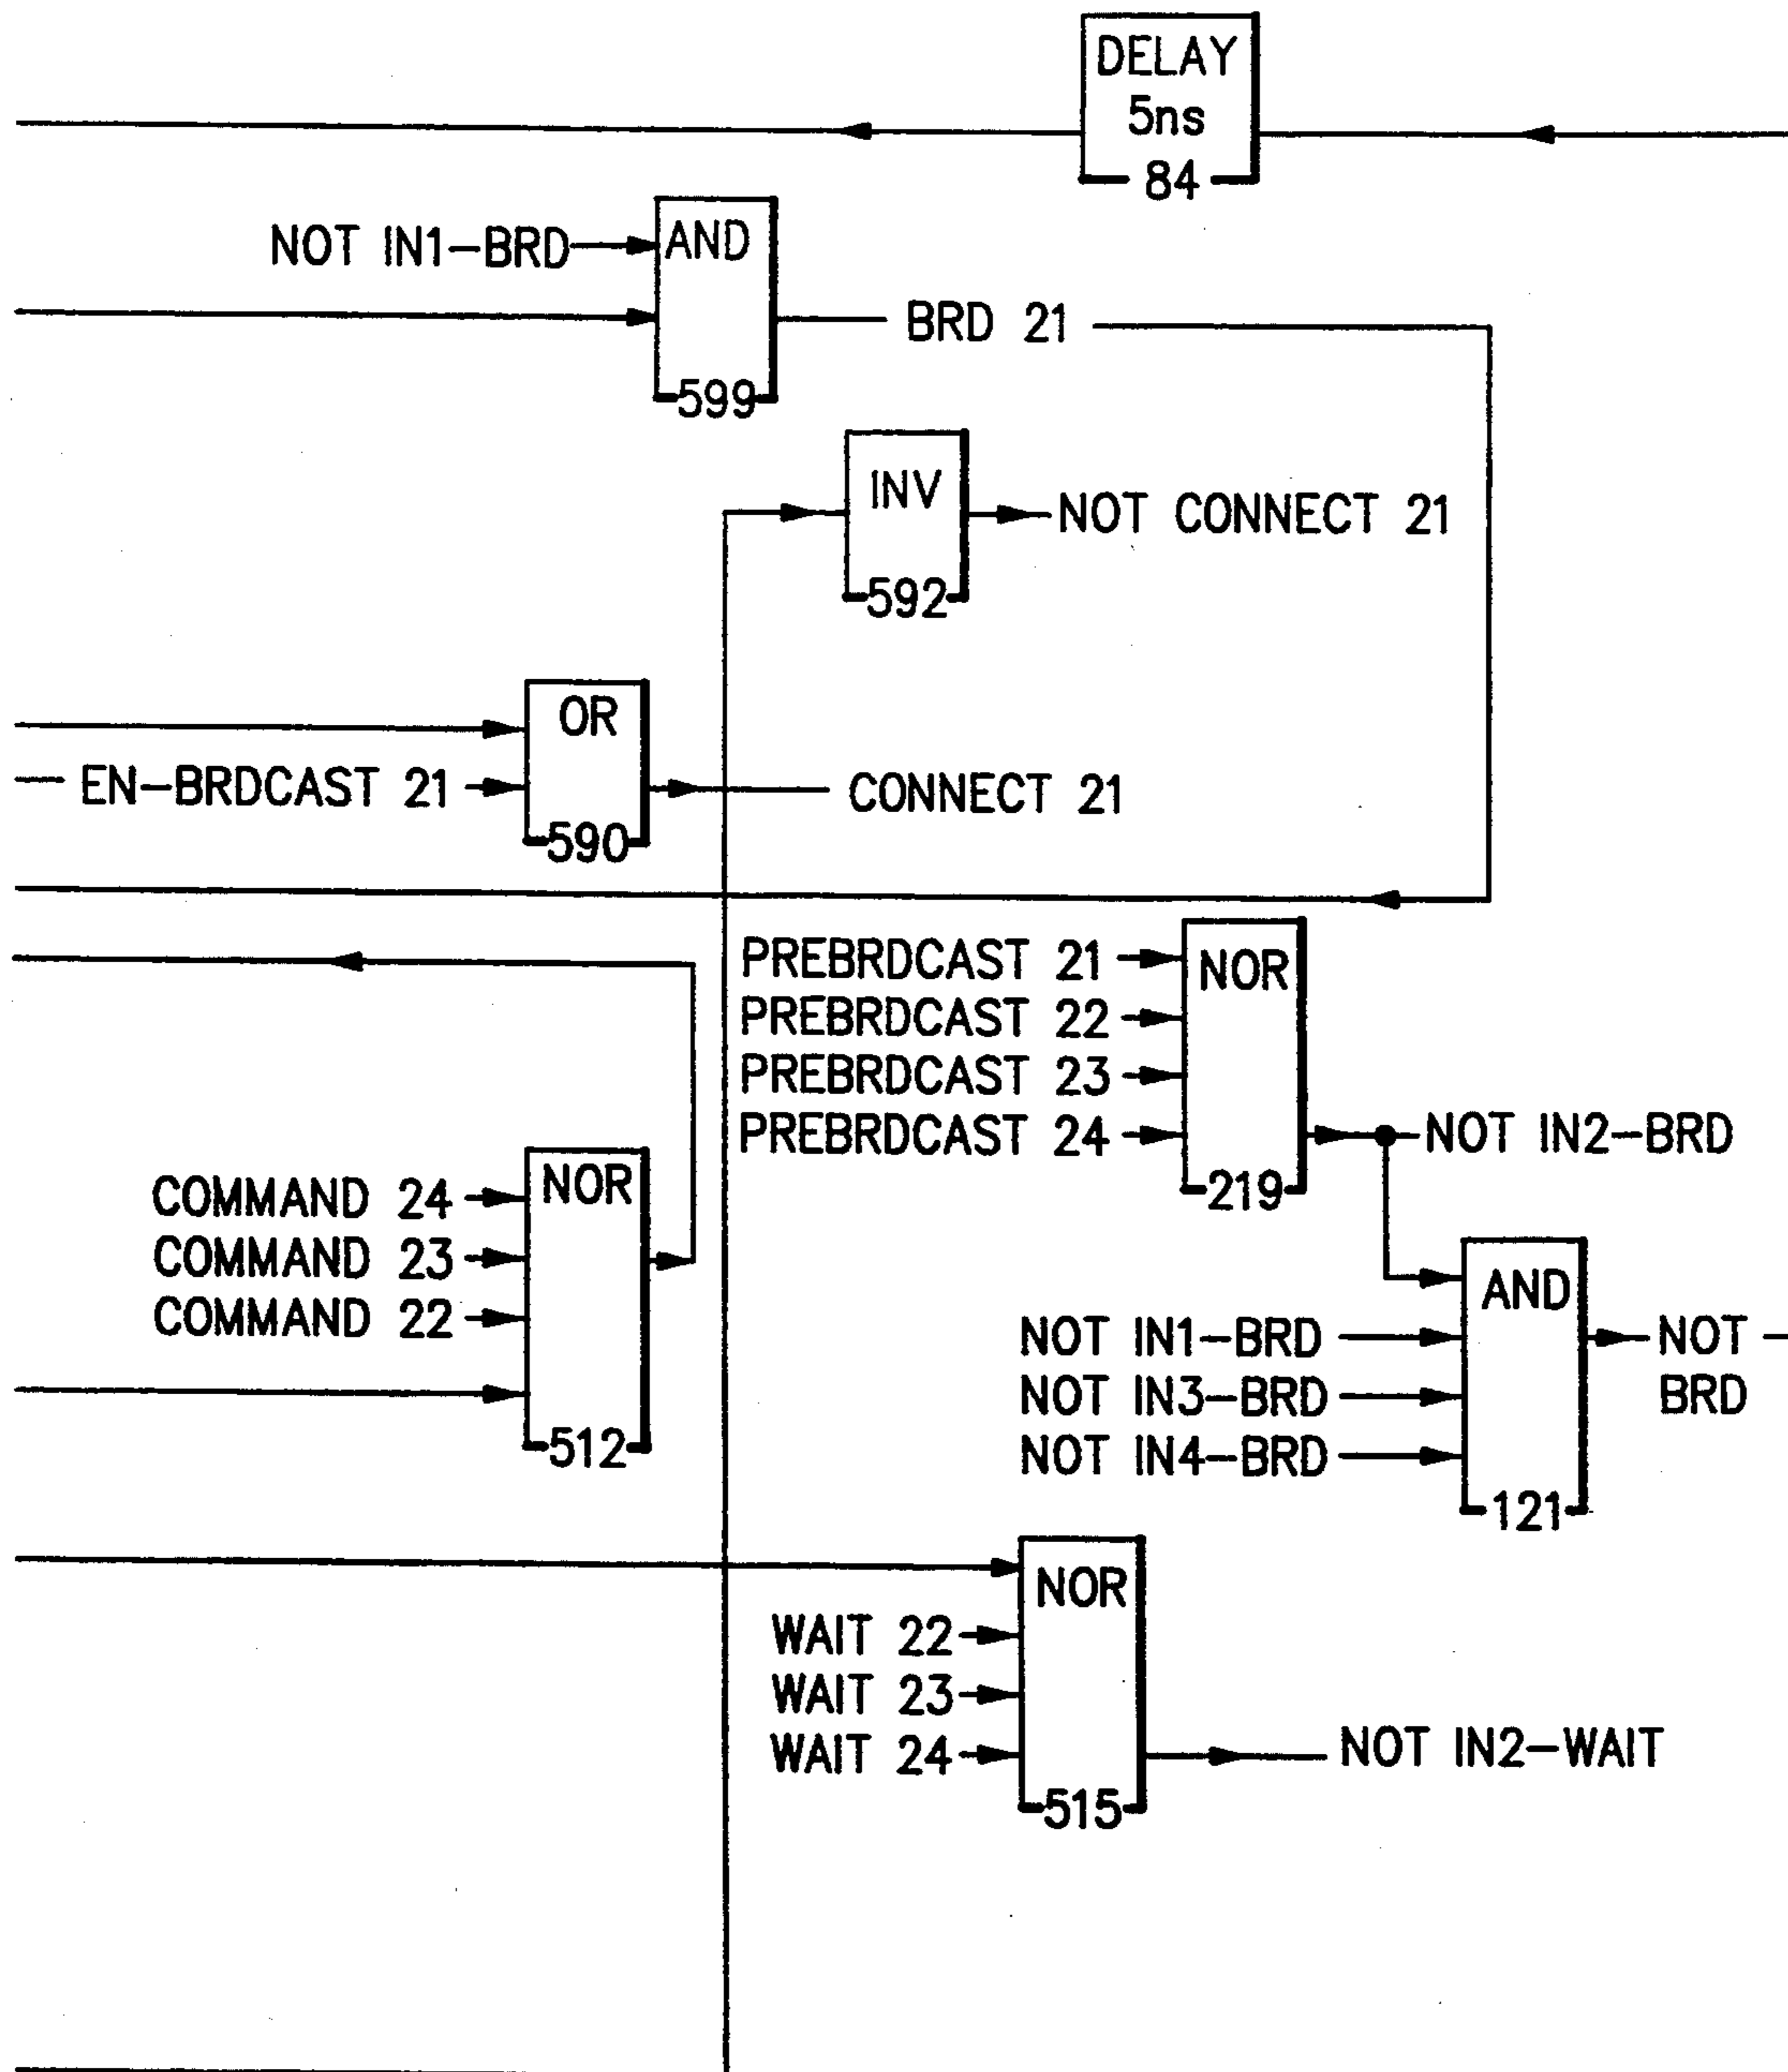 DELAY
5ns
84
NOT IN1-BRD
AND
BRD 21
599
INV
NOT CONNECT 21
592
OR
EN-BRDCAST 21
CONNECT 21
590
PREBRDCAST 21
NOR
PREBRDCAST 22
PREBRDCAST 23
PREBRDCAST 24
NOT IN2-BRD
219
COMMAND 24
NOR
COMMAND 23
COMMAND 22
512
AND
NOT IN1-BRD
NOT
NOT IN3-BRD
BRD
NOT IN4-BRD
121
NOR
WAIT 22
WAIT 23
WAIT 24
NOT IN2-WAIT
515